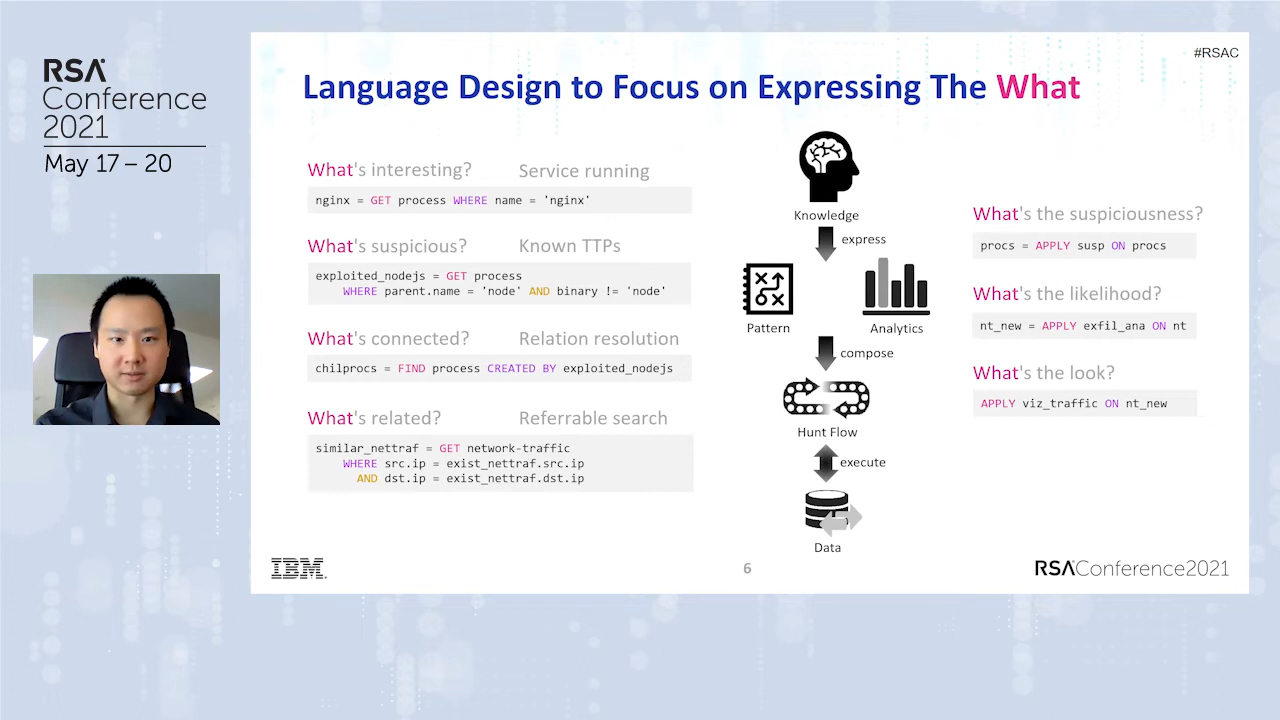 RSA
Conference
2021
May 17 – 20
#RSAC
Language Design to Focus on Expressing The What
What's interesting? Service running
nginx = GET process WHERE name = 'nginx'
What's suspicious? Known TTPs
exploited_nodejs = GET process
WHERE parent.name = 'node' AND binary != 'node'
What's connected? Relation resolution
chilprocs = FIND process CREATED BY exploited_nodejs
What's related? Referrable search
similar_nettraf = GET network-traffic
WHERE src.ip = exist_nettraf.src.ip
AND dst.ip = exist_nettraf.dst.ip
Knowledge
express
Pattern Analytics
compose
Hunt Flow
execute
Data
What's the suspiciousness?
procs = APPLY susp ON procs
What's the likelihood?
nt_new = APPLY exfil_ana ON nt
What's the look?
APPLY viz_traffic ON nt_new
IBM
6
RSAConference2021